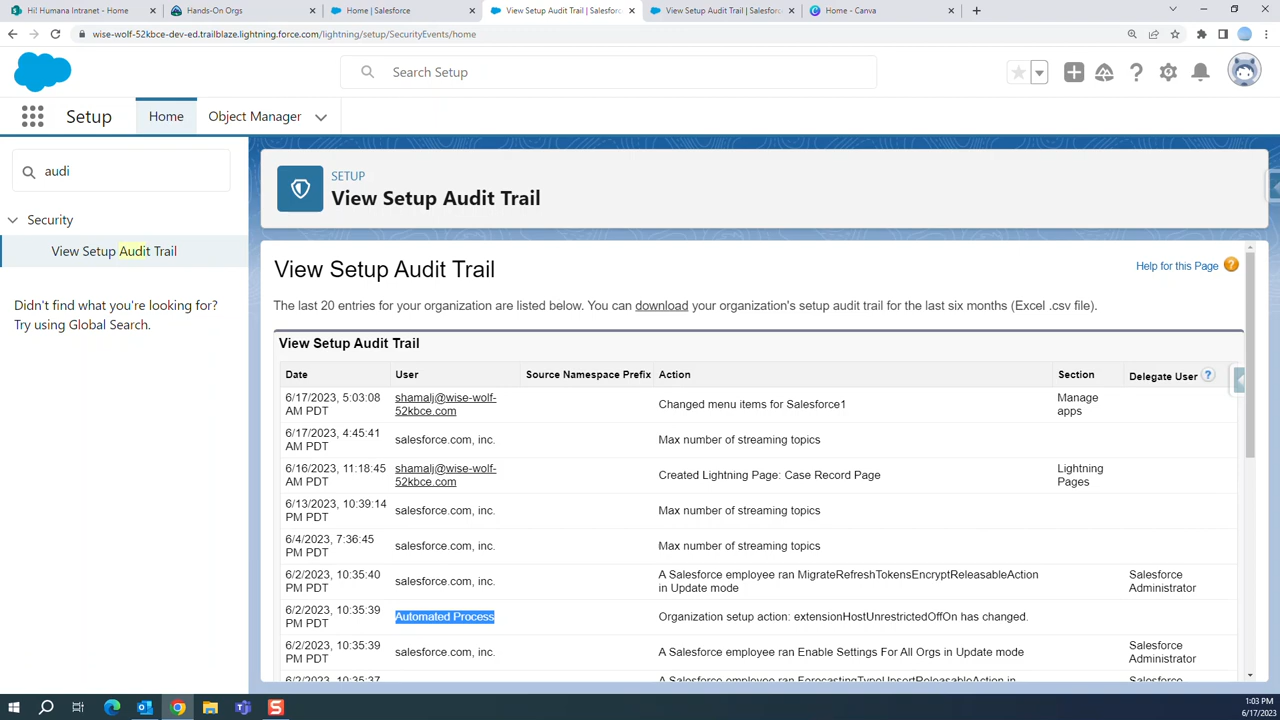 Hi! Humana Intranet - Home
Hands-On Orgs
Home | Salesforce
View Setup Audit Trail | Salesforc
View Setup Audit Trail | Salesforc
Home - Canva
wise-wolf-52kbce-dev-ed.trailblaze.lightning.force.com/lightning/setup/SecurityEvents/home
Search Setup
Setup
Home
Object Manager
audi
Security
View Setup Audit Trail
Didn't find what you're looking for?
Try using Global Search.
SETUP
View Setup Audit Trail
View Setup Audit Trail
Help for this Page ?
The last 20 entries for your organization are listed below. You can download your organization's setup audit trail for the last six months (Excel .csv file).
View Setup Audit Trail
Date User Source Namespace Prefix Action Section Delegate User ?
6/17/2023, 5:03:08 AM PDT shamalj@wise-wolf-52kbce.com Changed menu items for Salesforce1 Manage apps
6/17/2023, 4:45:41 AM PDT salesforce.com, inc. Max number of streaming topics
6/16/2023, 11:18:45 AM PDT shamalj@wise-wolf-52kbce.com Created Lightning Page: Case Record Page Lightning Pages
6/13/2023, 10:39:14 PM PDT salesforce.com, inc. Max number of streaming topics
6/4/2023, 7:36:45 PM PDT salesforce.com, inc. Max number of streaming topics
6/2/2023, 10:35:40 PM PDT salesforce.com, inc. A Salesforce employee ran MigrateRefreshTokensEncryptReleasableAction in Update mode Salesforce Administrator
6/2/2023, 10:35:39 PM PDT Automated Process Organization setup action: extensionHostUnrestrictedOffOn has changed.
6/2/2023, 10:35:39 PM PDT salesforce.com, inc. A Salesforce employee ran Enable Settings For All Orgs in Update mode Salesforce Administrator
6/2/2023, 10:35:37 A Salesforce employee ran ForecastingTypeUpsertReleasableAction in Salesforce
1:03 PM
6/17/2023